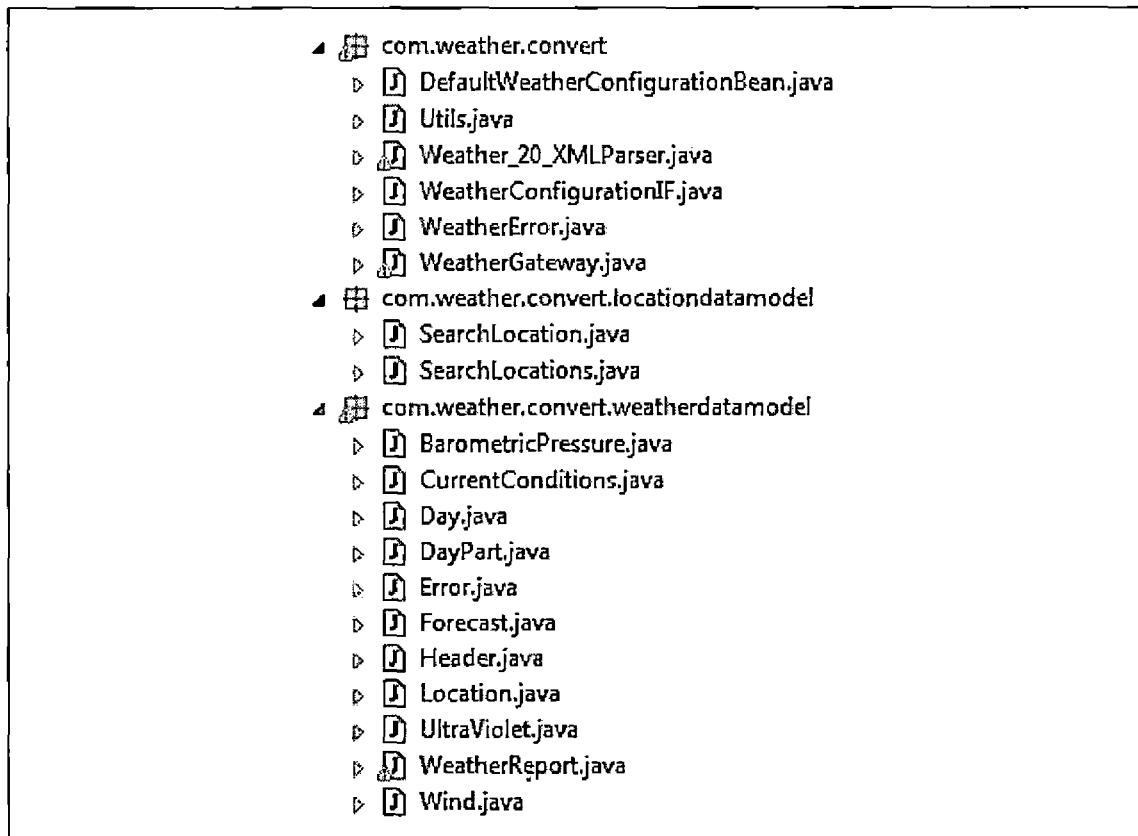 com.weather.convert
DefaultWeatherConfigurationBean.java
Utils.java
Weather_20_XMLParser.java
WeatherConfigurationIF.java
WeatherError.java
WeatherGateway.java
com.weather.convert.locationdatamodel
SearchLocation.java
SearchLocations.java
com.weather.convert.weatherdatamodel
BarometricPressure.java
CurrentConditions.java
Day.java
DayPart.java
Error.java
Forecast.java
Header.java
Location.java
UltraViolet.java
WeatherReport.java
Wind.java